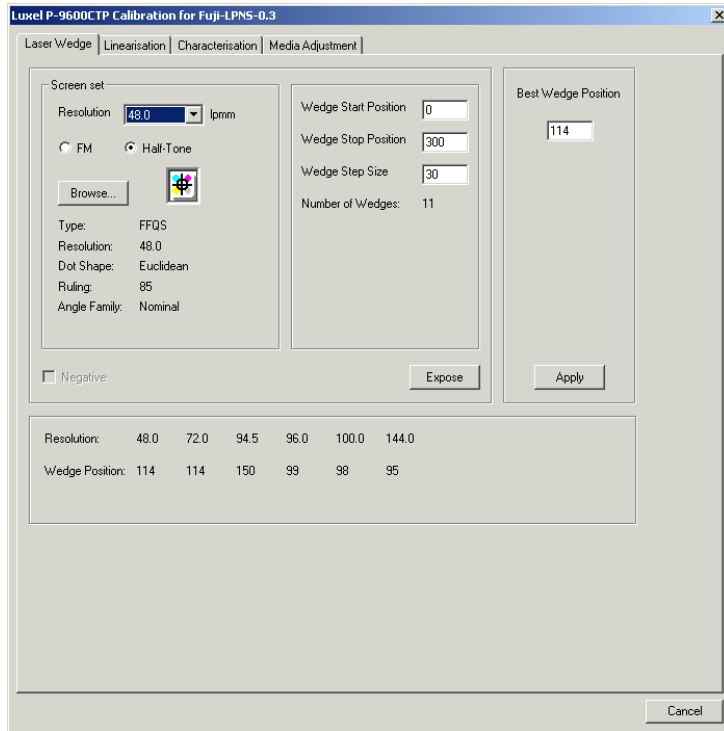 Luxel P-9600CTP Calibration for Fuji-LPNS-0.3
Laser Wedge Linearisation Characterisation Media Adjustment
Screen set
Resolution 48.0 lpmm
FM Half-Tone
Browse...
Type: FFQS
Resolution: 48.0
Dot Shape: Euclidean
Ruling: 85
Angle Family: Nominal
Negative
Wedge Start Position 0
Wedge Stop Position 300
Wedge Step Size 30
Number of Wedges: 11
Expose
Best Wedge Position
114
Apply
Resolution: 48.0 72.0 94.5 96.0 100.0 144.0
Wedge Position: 114 114 150 99 98 95
Cancel